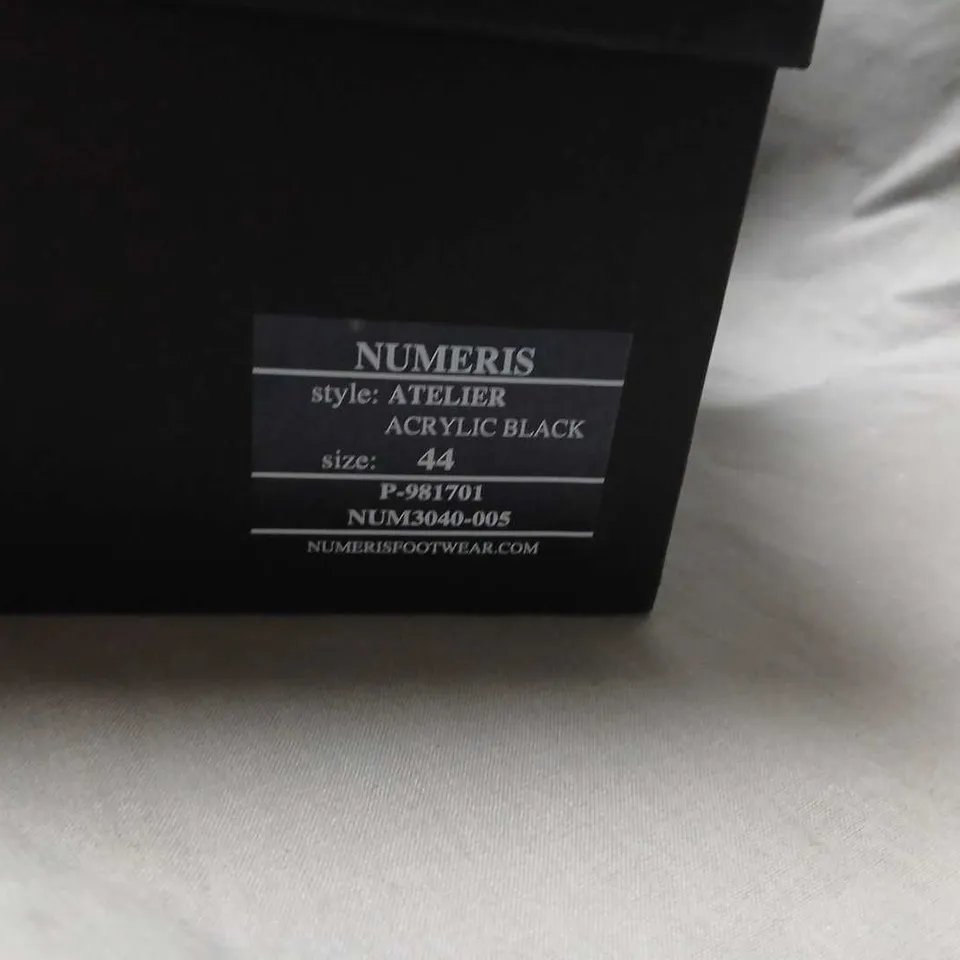 NUMERIS
style: ATELIER
ACRYLIC BLACK
size: 44
P-981701
NUM3040-005
NUMERISFOOTWEAR.COM